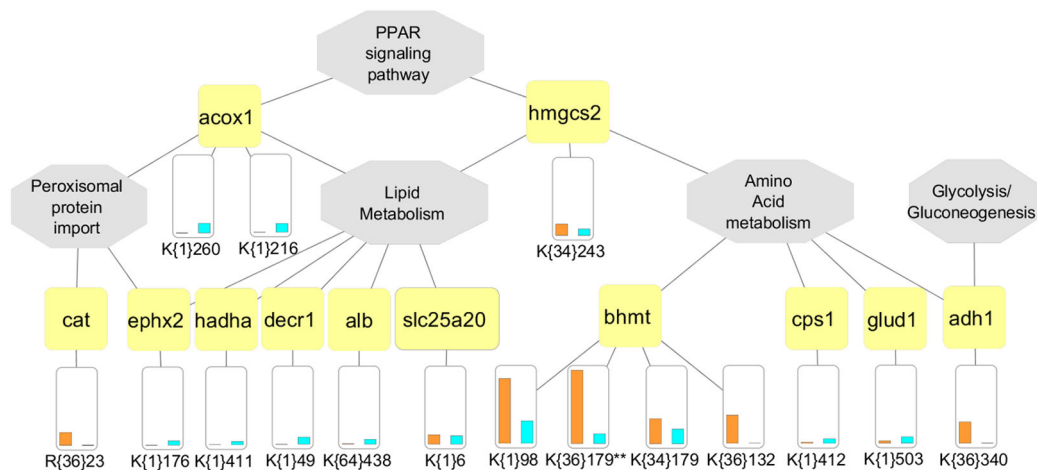 PPAR
signaling
pathway
acox1
hmgcs2
Peroxisomal
protein
import
Lipid
Metabolism
Amino
Acid
metabolism
Glycolysis/
Gluconeogenesis
K{1}260
K{1}216
K{34}243
cat
ephx2
hadha
decr1
alb
slc25a20
bhmt
cps1
glud1
adh1
R{36}23
K{1}176
K{1}411
K{1}49
K{64}438
K{1}6
K{1}98
K{36}179**
K{34}179
K{36}132
K{1}412
K{1}503
K{36}340